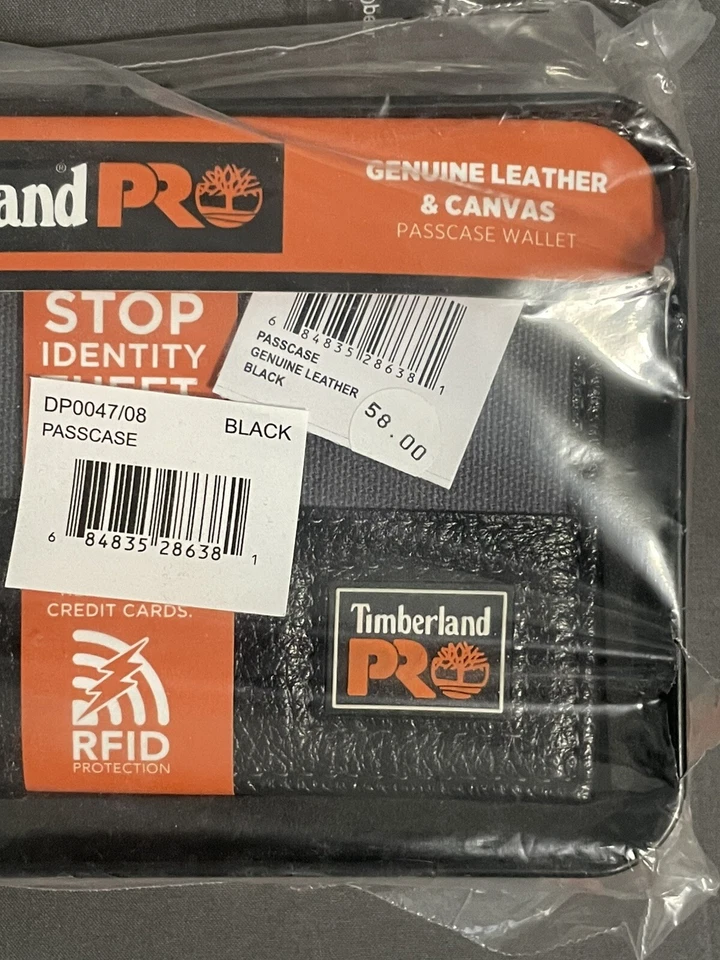 and® PRO
GENUINE LEATHER
& CANVAS
PASSCASE WALLET
STOP
IDENTITY
THEFT
6 84835 28638 1
PASSCASE
GENUINE LEATHER
BLACK
58.00
DP0047/08
PASSCASE
BLACK
6 84835 28638 1
CREDIT CARDS.
RFID
PROTECTION
Timberland
PRO